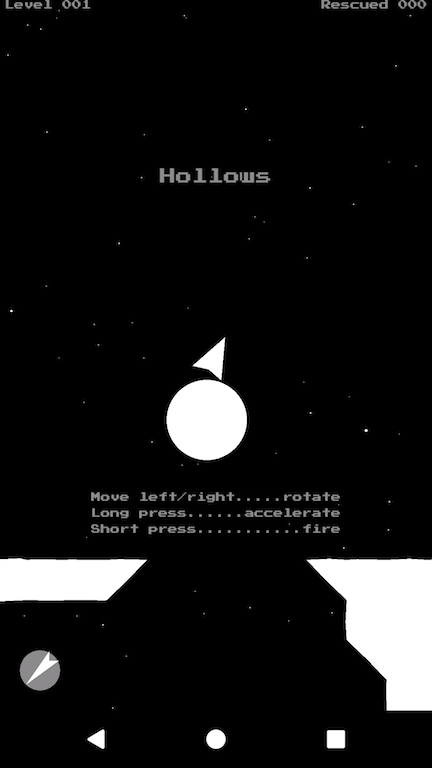 Level 001 Rescued 000
Hollows
Move left/right.....rotate
Long press......accelerate
Short press...........fire